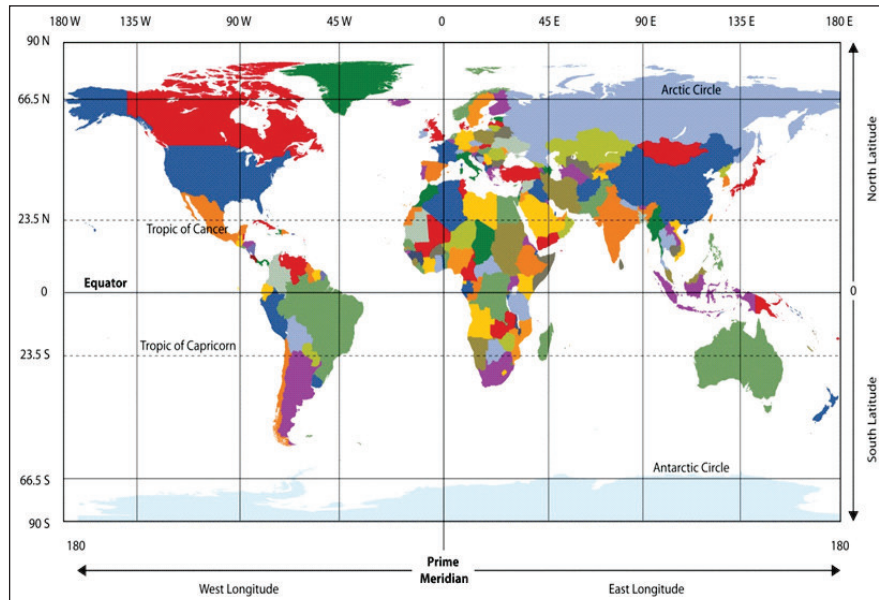 180 W 135 W 90 W 45 W 0 45 E 90 E 135 E 180 E
90 N
66.5 N
Arctic Circle
North Latitude
23.5 N
Tropic of Cancer
Equator
0
0
Tropic of Capricorn
23.5 S
South Latitude
Antarctic Circle
66.5 S
90 S
180
180
Prime
Meridian
West Longitude
East Longitude